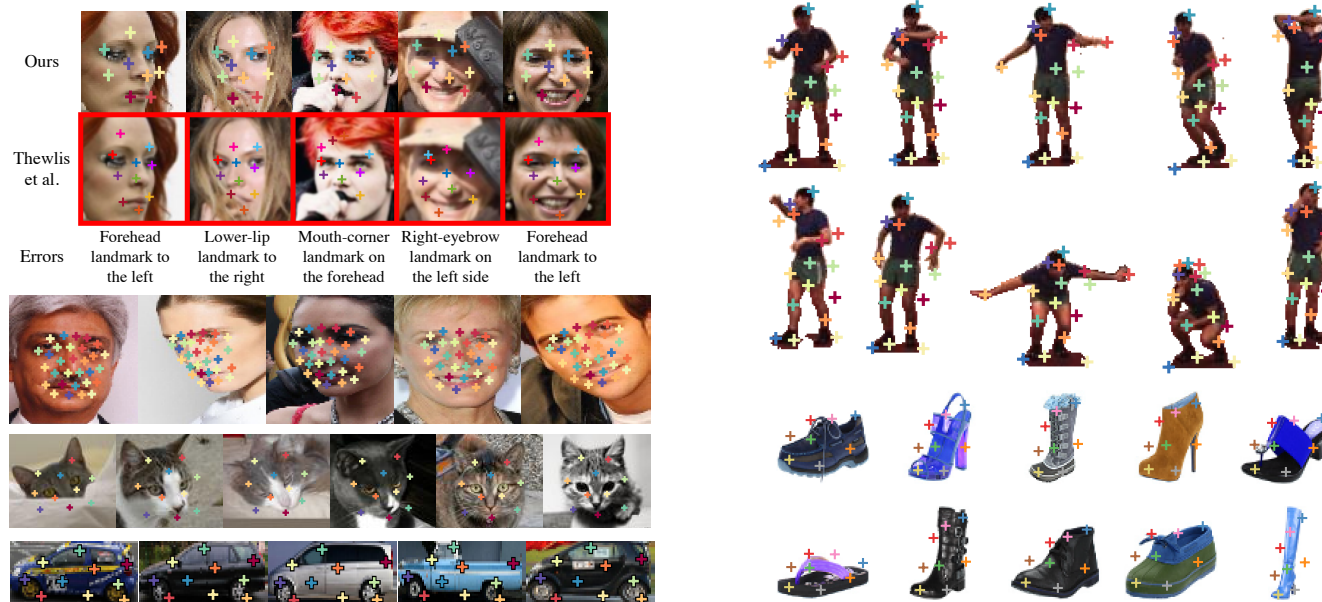 Ours
Thewlis
et al.
Errors
Forehead
landmark to
the left
Lower-lip
landmark to
the right
Mouth-corner
landmark on
the forehead
Right-eyebrow
landmark on
the left side
Forehead
landmark to
the left